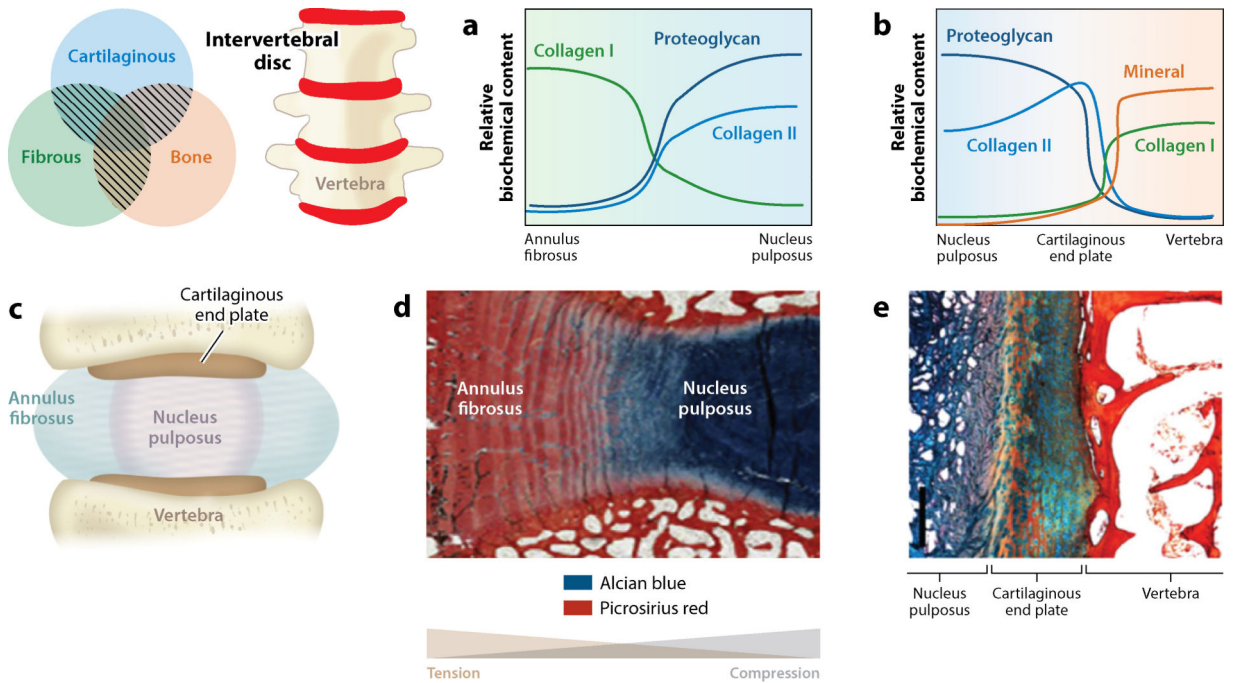 Cartilaginous
Fibrous
Bone
Intervertebral
disc
Vertebra
a
Relative
biochemical content
Collagen I
Proteoglycan
Collagen II
Annulus
fibrosus
Nucleus
pulposus
b
Relative
biochemical content
Proteoglycan
Mineral
Collagen II
Collagen I
Nucleus
pulposus
Cartilaginous
end plate
Vertebra
c
Cartilaginous
end plate
Annulus
fibrosus
Nucleus
pulposus
Vertebra
d
Annulus
fibrosus
Nucleus
pulposus
Alcian blue
Picrosirius red
Tension
Compression
e
Nucleus
pulposus
Cartilaginous
end plate
Vertebra